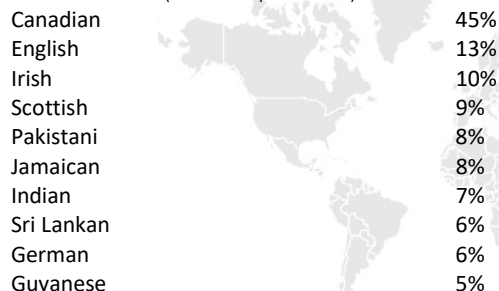 Canadian 45%
English 13%
Irish 10%
Scottish 9%
Pakistani 8%
Jamaican 8%
Indian 7%
Sri Lankan 6%
German 6%
Guyanese 5%